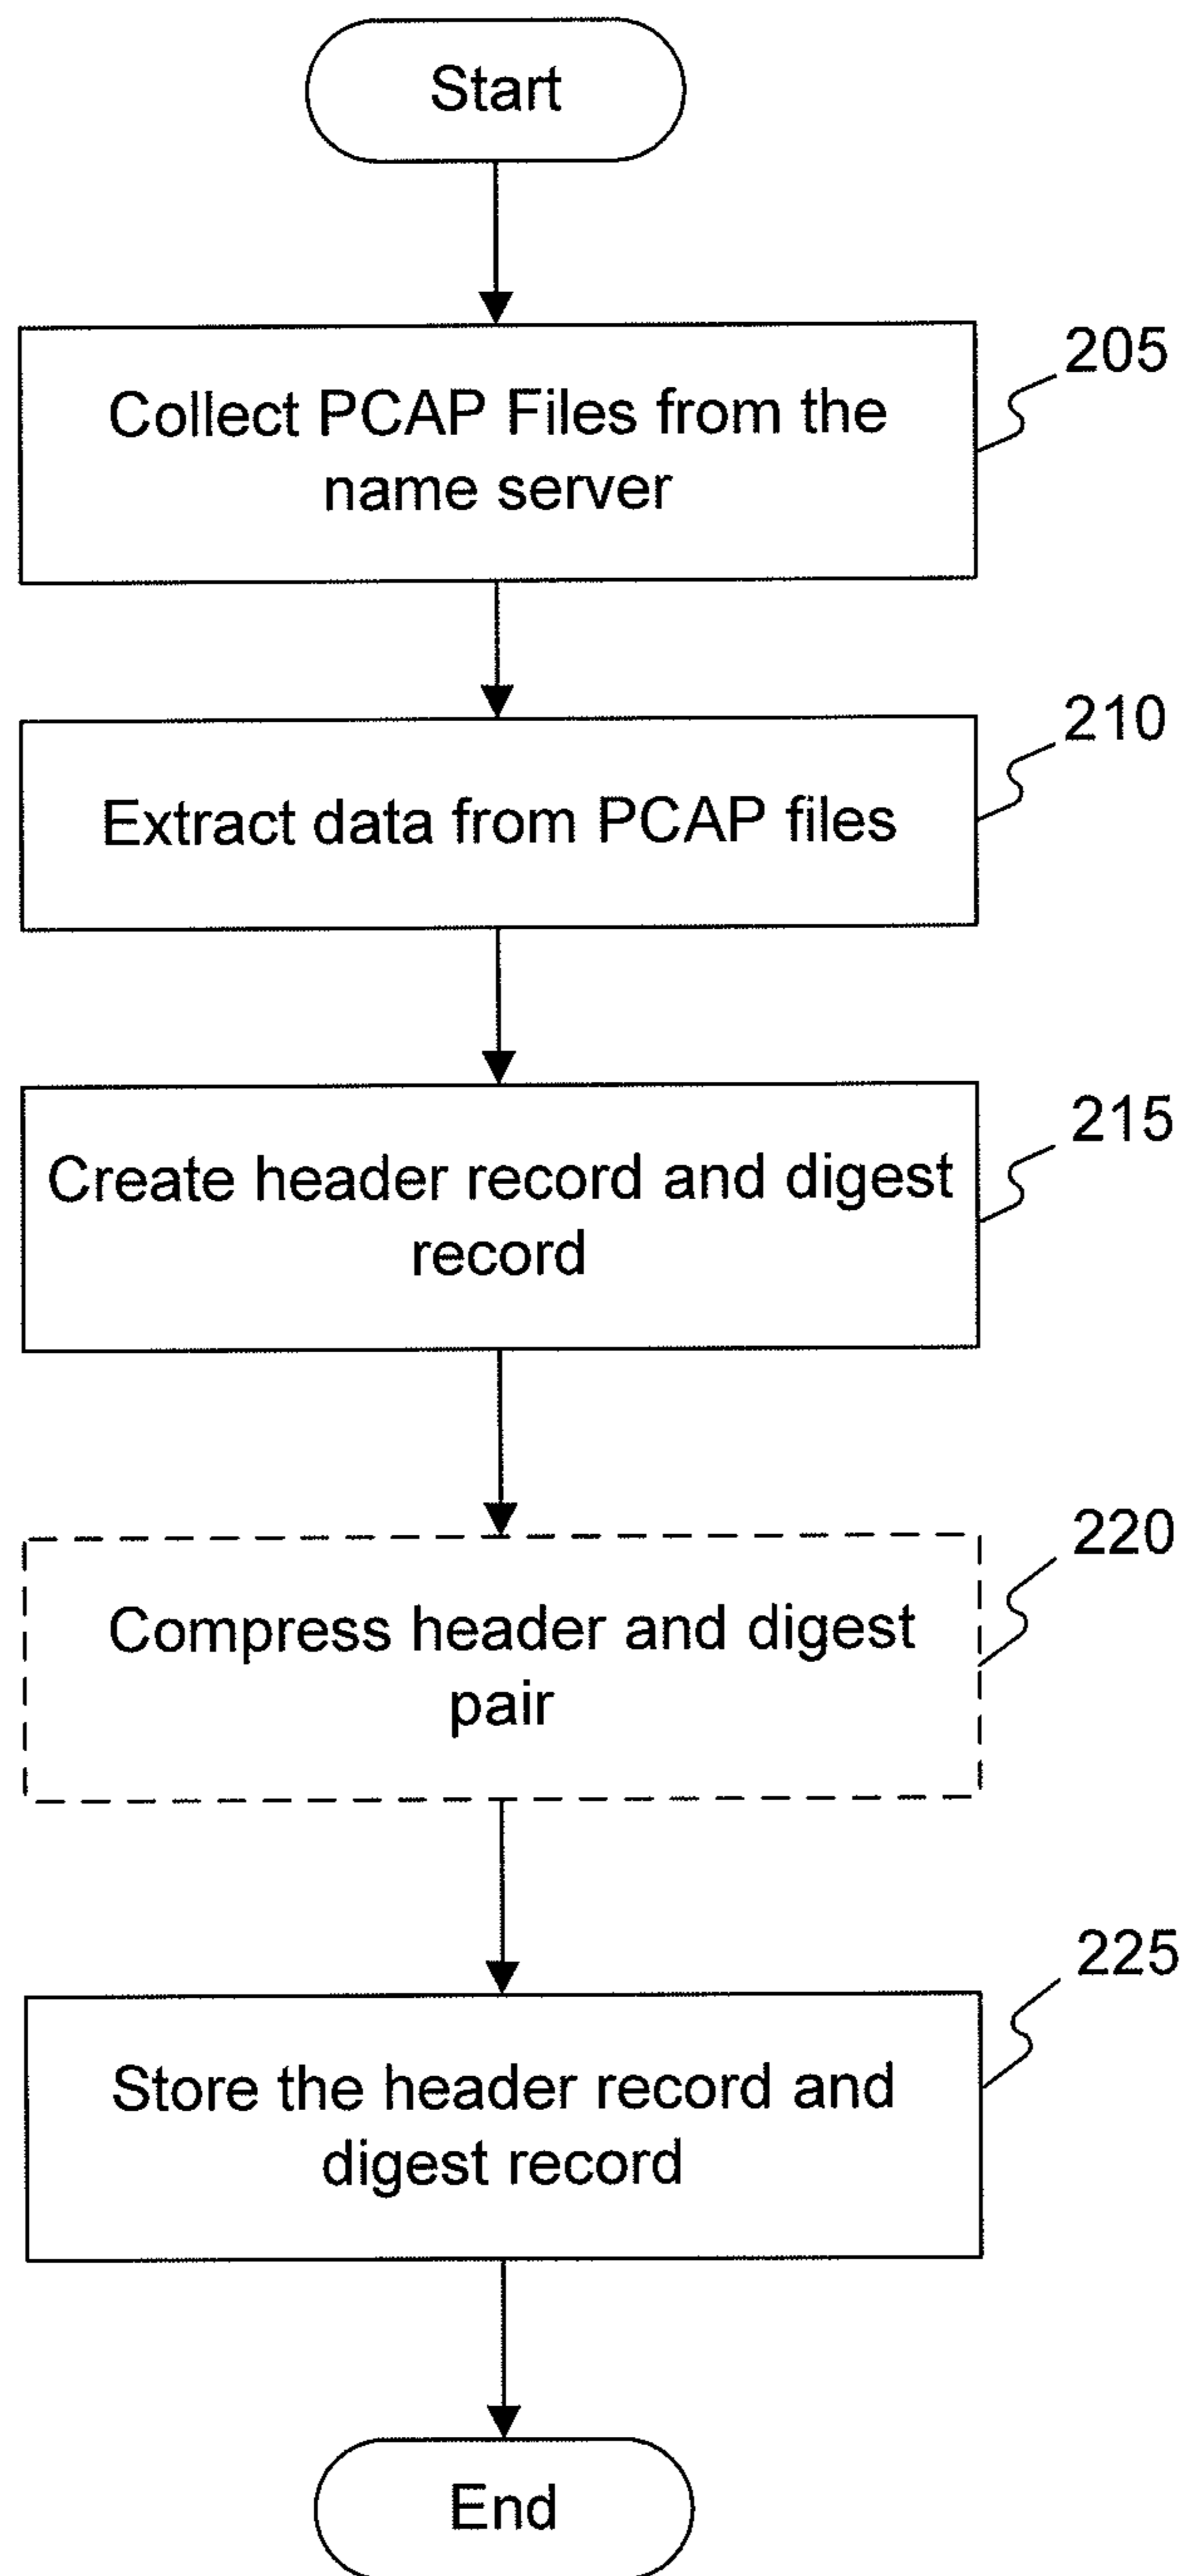 Start
205
Collect PCAP Files from the
name server
210
Extract data from PCAP files
215
Create header record and digest
record
220
Compress header and digest
pair
225
Store the header record and
digest record
End